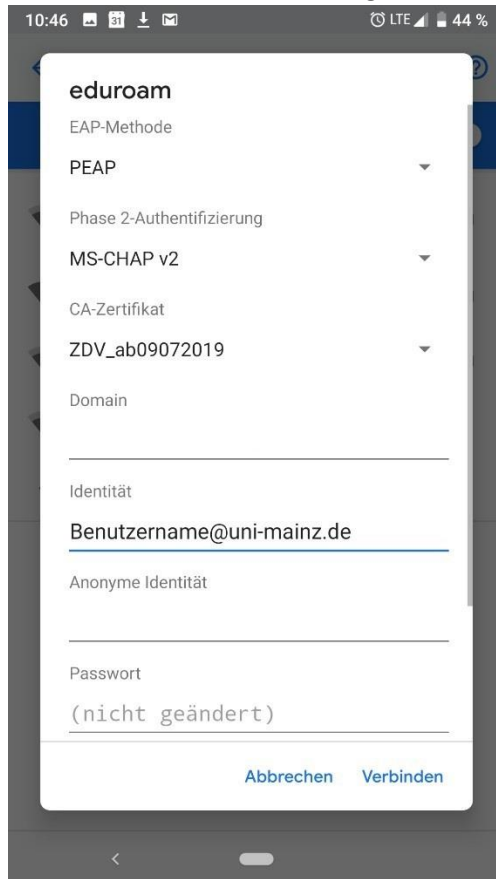 10:46 31 LTE 44 %
eduroam
EAP-Methode
PEAP
Phase 2-Authentifizierung
MS-CHAP v2
CA-Zertifikat
ZDV_ab09072019
Domain
Identität
Benutzername@uni-mainz.de
Anonyme Identität
Passwort
(nicht geändert)
Abbrechen Verbinden